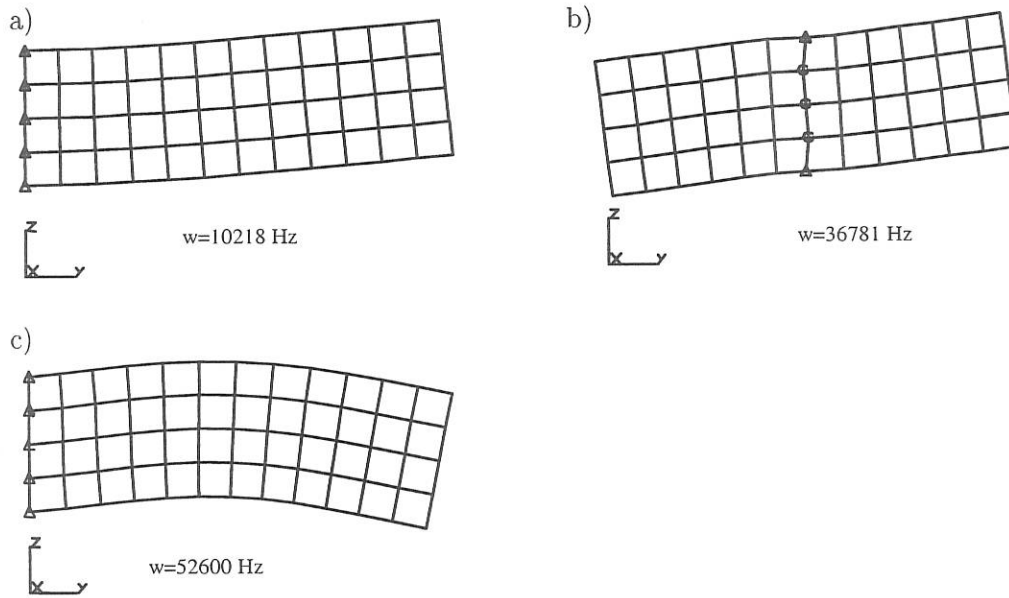 a)
b)
Z
X Y
w=10218 Hz
Z
X Y
w=36781 Hz
c)
Z
X Y
w=52600 Hz